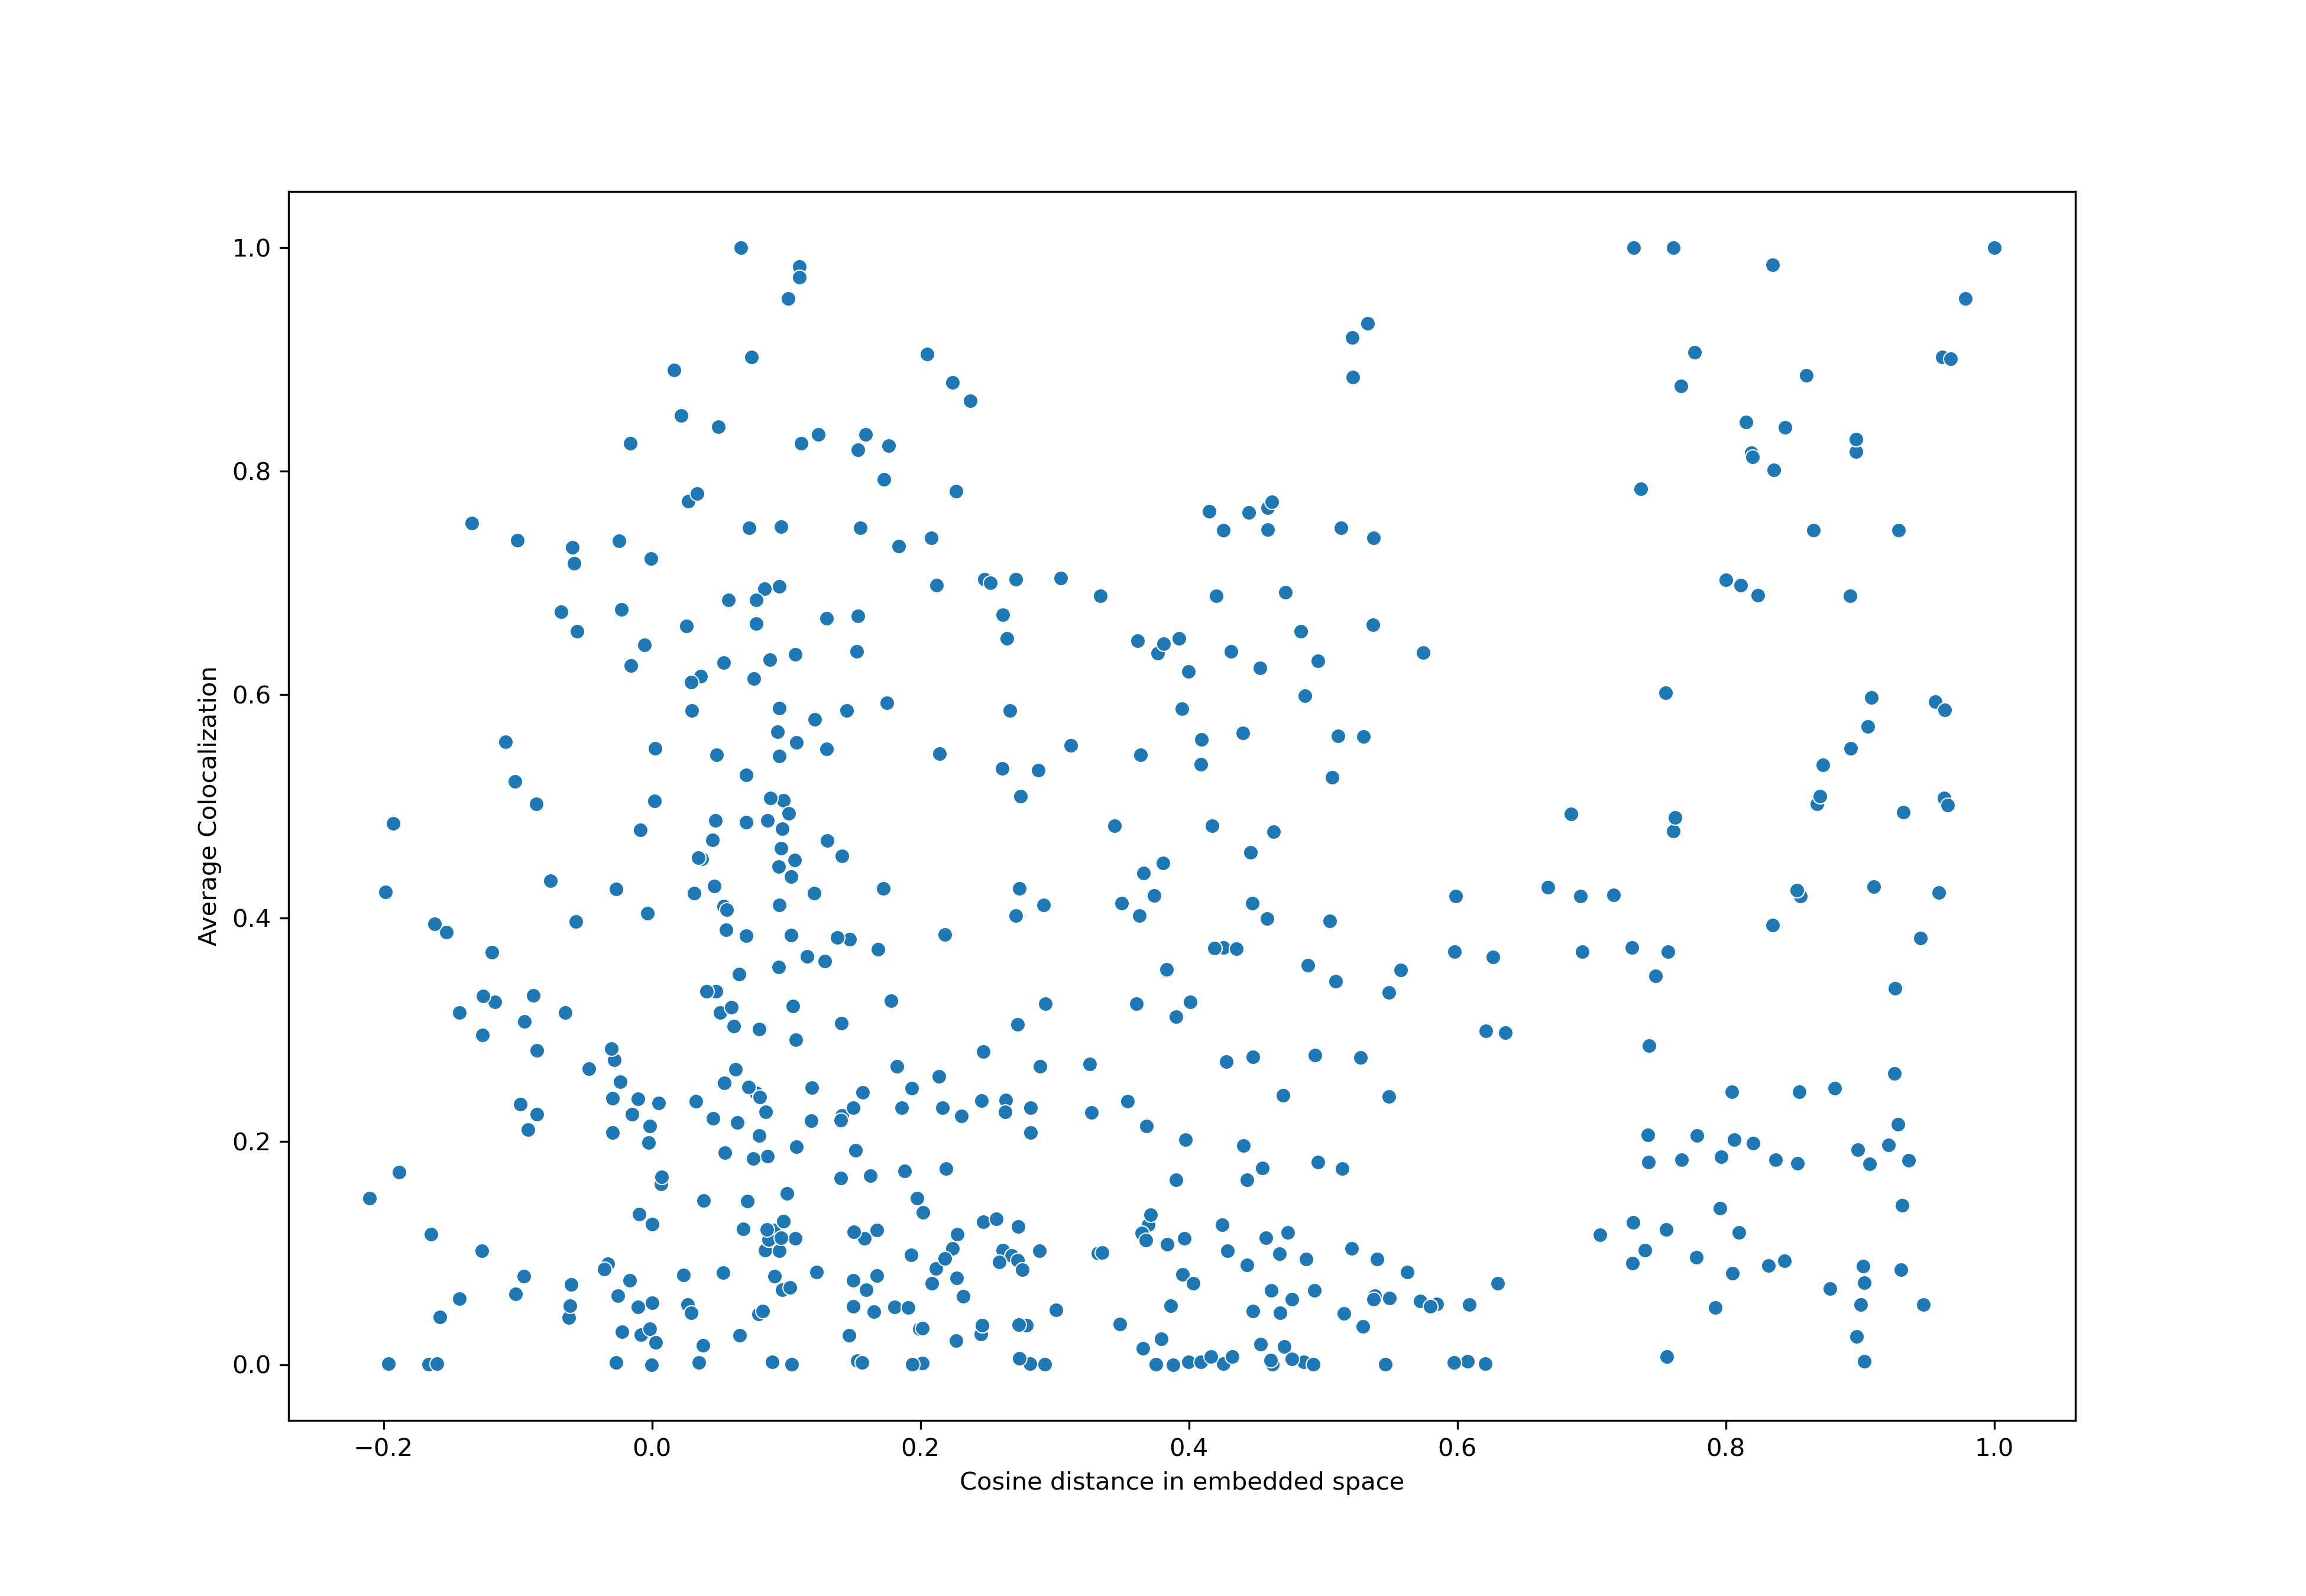 1.0
0.8
0.6
0.4
0.2
0.0
Average Colocalization
−0.2 0.0 0.2 0.4 0.6 0.8 1.0
Cosine distance in embedded space